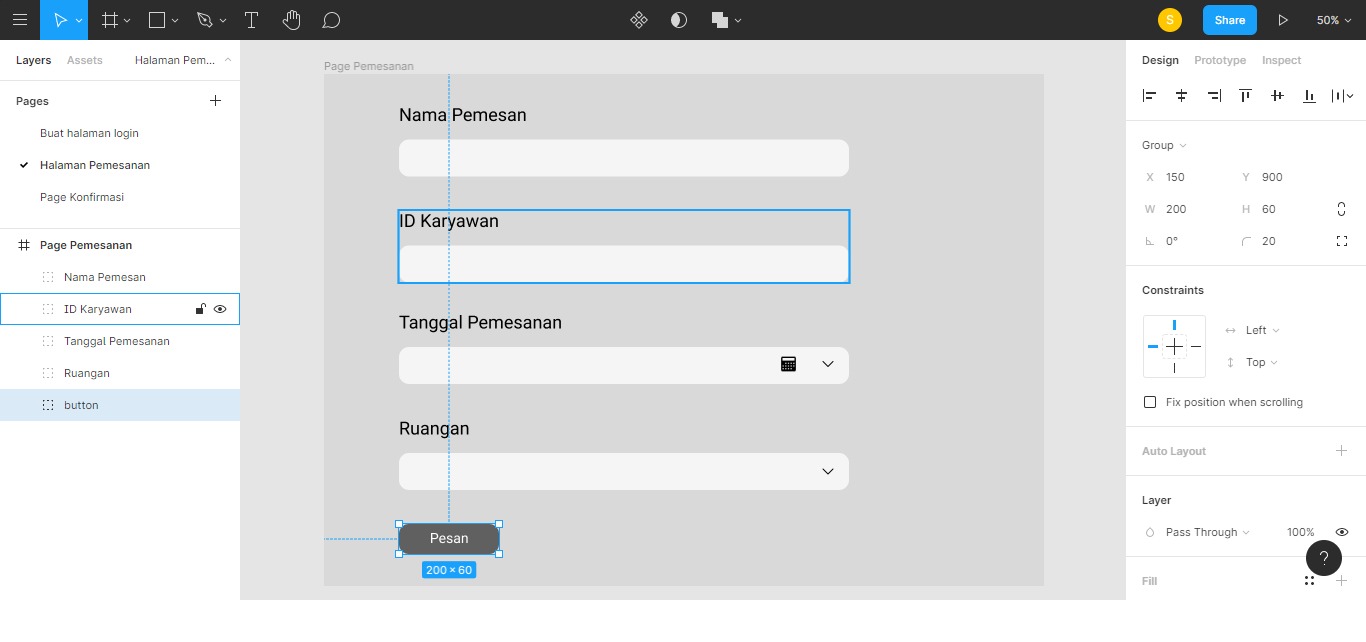 S
Share
50%
Layers
Assets
Halaman Pem...
Pages
Buat halaman login
Halaman Pemesanan
Page Konfirmasi
Page Pemesanan
Nama Pemesan
ID Karyawan
Tanggal Pemesanan
Ruangan
button
Page Pemesanan
Nama Pemesan
ID Karyawan
Tanggal Pemesanan
Ruangan
Pesan
200 × 60
Design
Prototype
Inspect
Group
X 150 Y 900
W 200 H 60
0° 20
Constraints
Left
Top
Fix position when scrolling
Auto Layout
Layer
Pass Through 100%
?
Fill